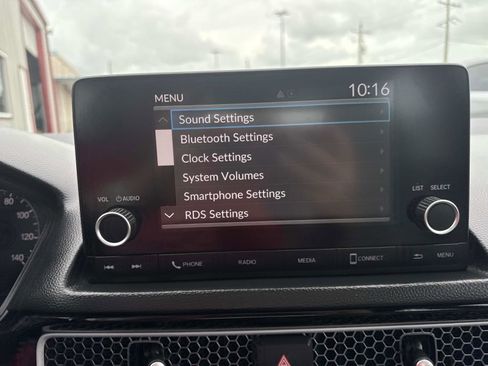 MENU 10:16
Sound Settings
Bluetooth Settings
Clock Settings
System Volumes
Smartphone Settings
RDS Settings
VOL AUDIO
LIST SELECT
PHONE RADIO MEDIA CONNECT MENU
80
100
120
140